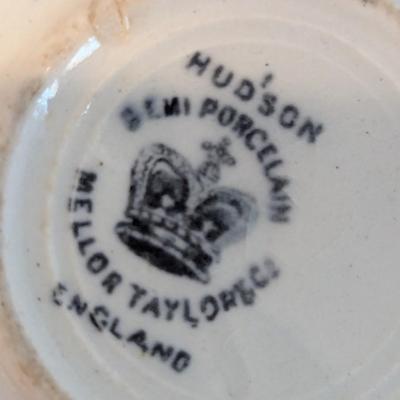 HUDSON
SEMI PORCELAIN
MELLOR TAYLOR & Co
ENGLAND